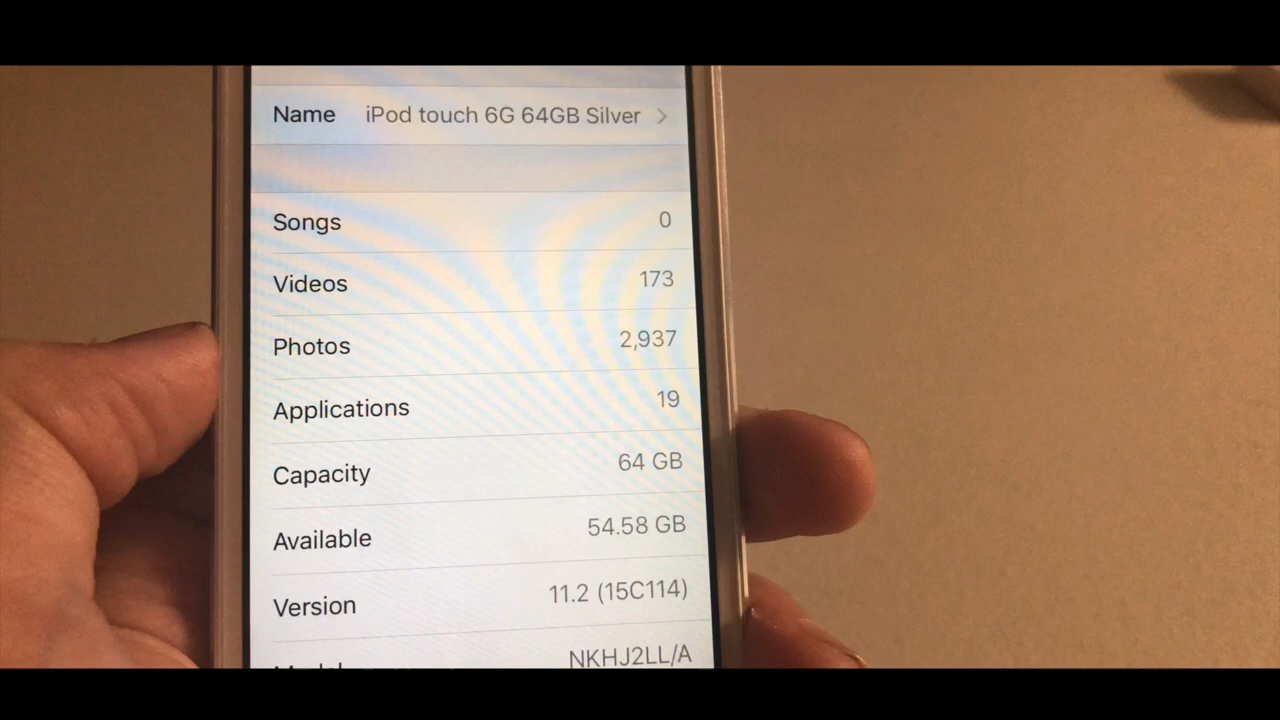 Name iPod touch 6G 64GB Silver
Songs 0
Videos 173
Photos 2,937
Applications 19
Capacity 64 GB
Available 54.58 GB
Version 11.2 (15C114)
Model NKHJ2LL/A